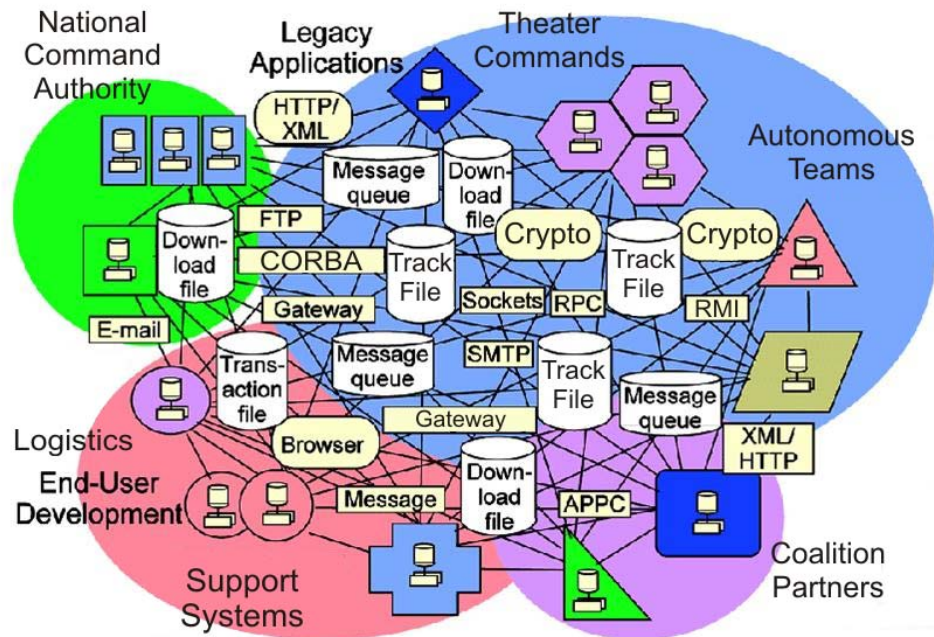 National
Command
Authority
Legacy
Applications
Theater
Commands
HTTP/
XML
Message
queue
Down-
load
file
Autonomous
Teams
FTP
Down-
load
file
CORBA
Track
File
Crypto
Track
File
Crypto
E-mail
Gateway
Sockets
RPC
RMI
Trans-
action
file
Message
queue
SMTP
Track
File
Message
queue
Logistics
Browser
Gateway
XML/
HTTP
End-User
Development
Message
Down-
load
file
APPC
Support
Systems
Coalition
Partners